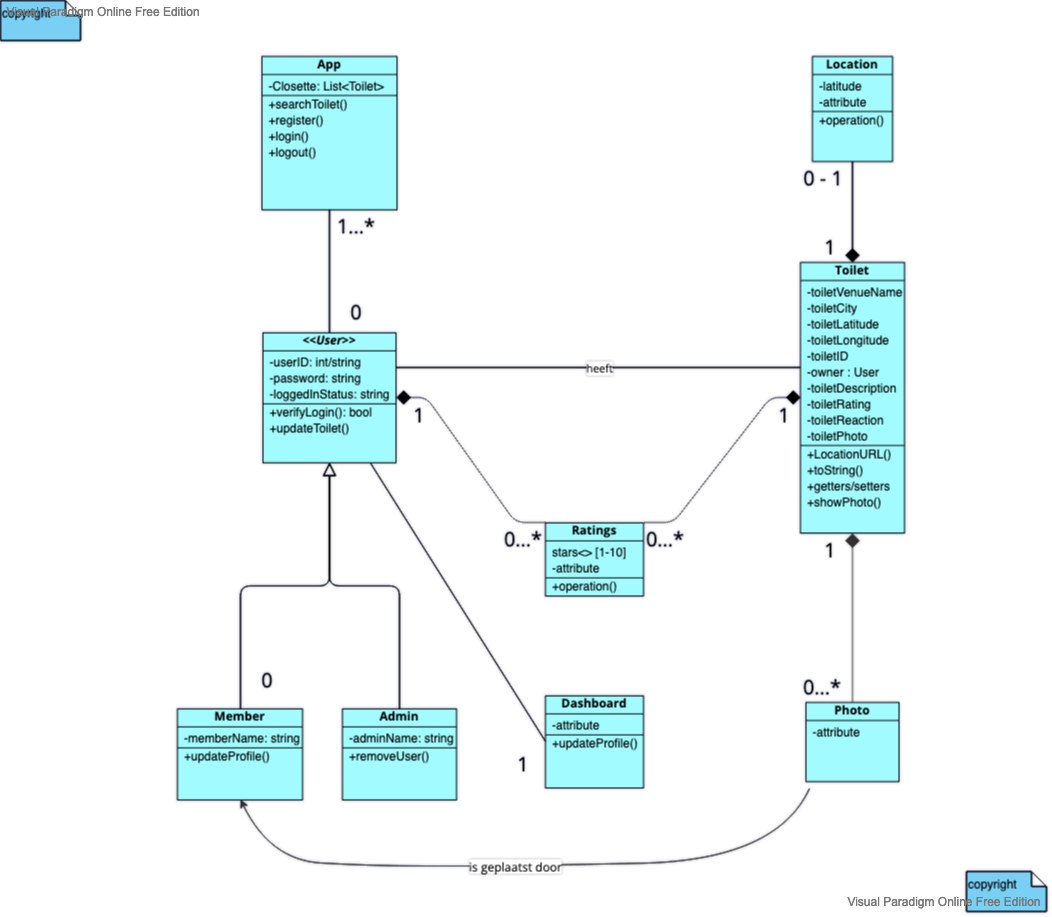 copyright
Visual Paradigm Online Free Edition
App
-Closette: List<Toilet>
+searchToilet()
+register()
+login()
+logout()
1...*
0
Location
-latitude
-attribute
+operation()
0 - 1
1
<<User>>
-userID: int/string
-password: string
-loggedInStatus: string
+verifyLogin(): bool
+updateToilet()
heeft
Toilet
-toiletVenueName
-toiletCity
-toiletLatitude
-toiletLongitude
-toiletID
-owner : User
-toiletDescription
-toiletRating
-toiletReaction
-toiletPhoto
+LocationURL()
+toString()
+getters/setters
+showPhoto()
1
1
0...*
0...*
Ratings
stars<> [1-10]
-attribute
+operation()
1
0...*
0
Member
-memberName: string
+updateProfile()
Admin
-adminName: string
+removeUser()
Dashboard
-attribute
+updateProfile()
1
Photo
-attribute
is geplaatst door
copyright
Visual Paradigm Online Free Edition